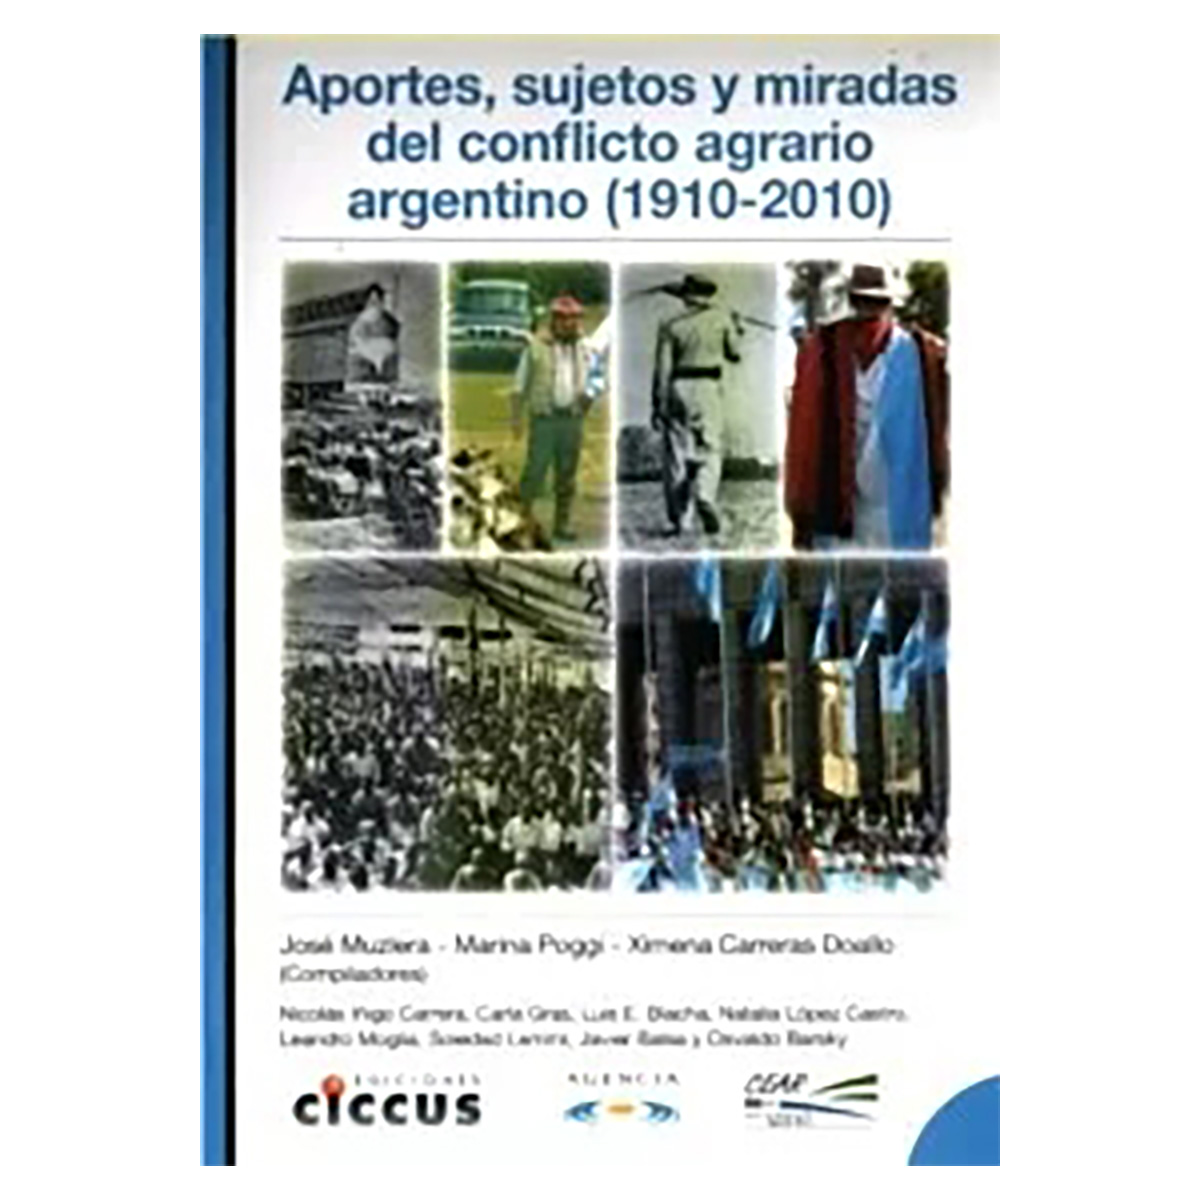 Aportes, sujetos y miradas
del conflicto agrario
argentino (1910-2010)
José Muzlera - Marina Poggi - Ximena Carreras Doallo
(Compiladores)
Nicolás Iñigo Carrera, Carla Gras, Luis E. Blacha, Natalia López Castro,
Leandro Moglia, Soledad Lemmi, Javier Balsa y Osvaldo Barsky
EDICIONES
CICCUS
AGENCIA
CEAR